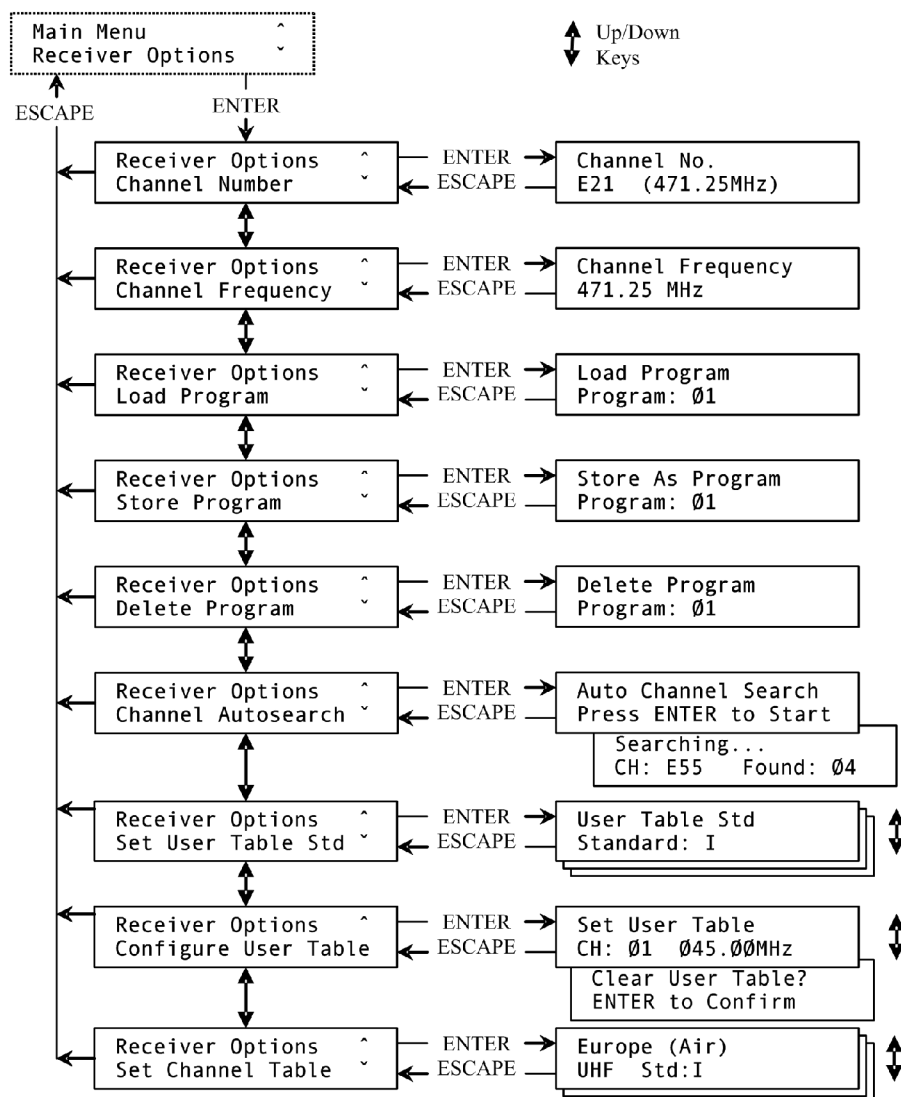 Main Menu ˆ
Receiver Options ˇ
Up/Down
Keys
ESCAPE
ENTER
Receiver Options ˆ
Channel Number ˇ
ENTER
ESCAPE
Channel No.
E21 (471.25MHz)
Receiver Options ˆ
Channel Frequency ˇ
ENTER
ESCAPE
Channel Frequency
471.25 MHz
Receiver Options ˆ
Load Program ˇ
ENTER
ESCAPE
Load Program
Program: Ø1
Receiver Options ˆ
Store Program ˇ
ENTER
ESCAPE
Store As Program
Program: Ø1
Receiver Options ˆ
Delete Program ˇ
ENTER
ESCAPE
Delete Program
Program: Ø1
Receiver Options ˆ
Channel Autosearch ˇ
ENTER
ESCAPE
Auto Channel Search
Press ENTER to Start
Searching...
CH: E55 Found: Ø4
Receiver Options ˆ
Set User Table Std ˇ
ENTER
ESCAPE
User Table Std
Standard: I
Receiver Options ˆ
Configure User Table
ENTER
ESCAPE
Set User Table
CH: Ø1 Ø45.ØØMHz
Clear User Table?
ENTER to Confirm
Receiver Options ˆ
Set Channel Table ˇ
ENTER
ESCAPE
Europe (Air)
UHF Std:I